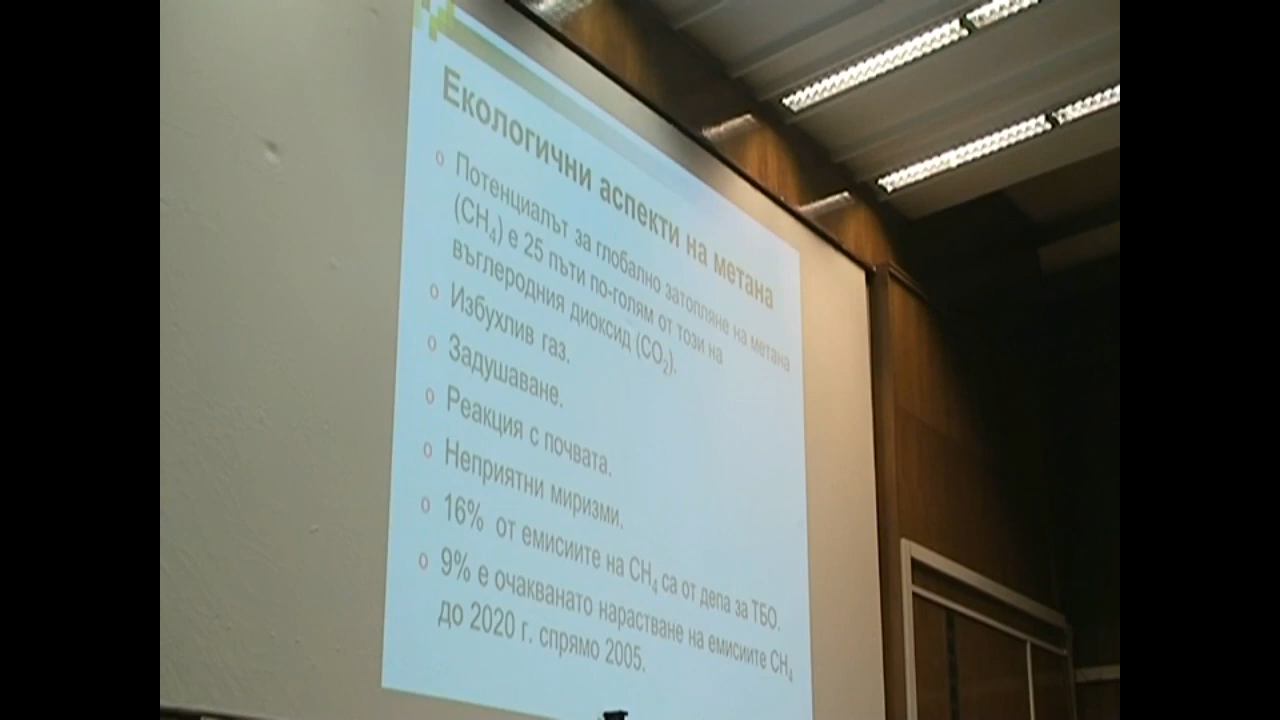 Екологични аспекти на метана
Потенциалът за глобално затопляне на метана
(CH₄) е 25 пъти по-голям от този на
въглеродния диоксид (CO₂).
Избухлив газ.
Задушаване.
Реакция с почвата.
Неприятни миризми.
16% от емисиите на CH₄ са от депа за ТБО.
9% е очакванато нарастване на емисиите CH₄
до 2020 г. спрямо 2005.